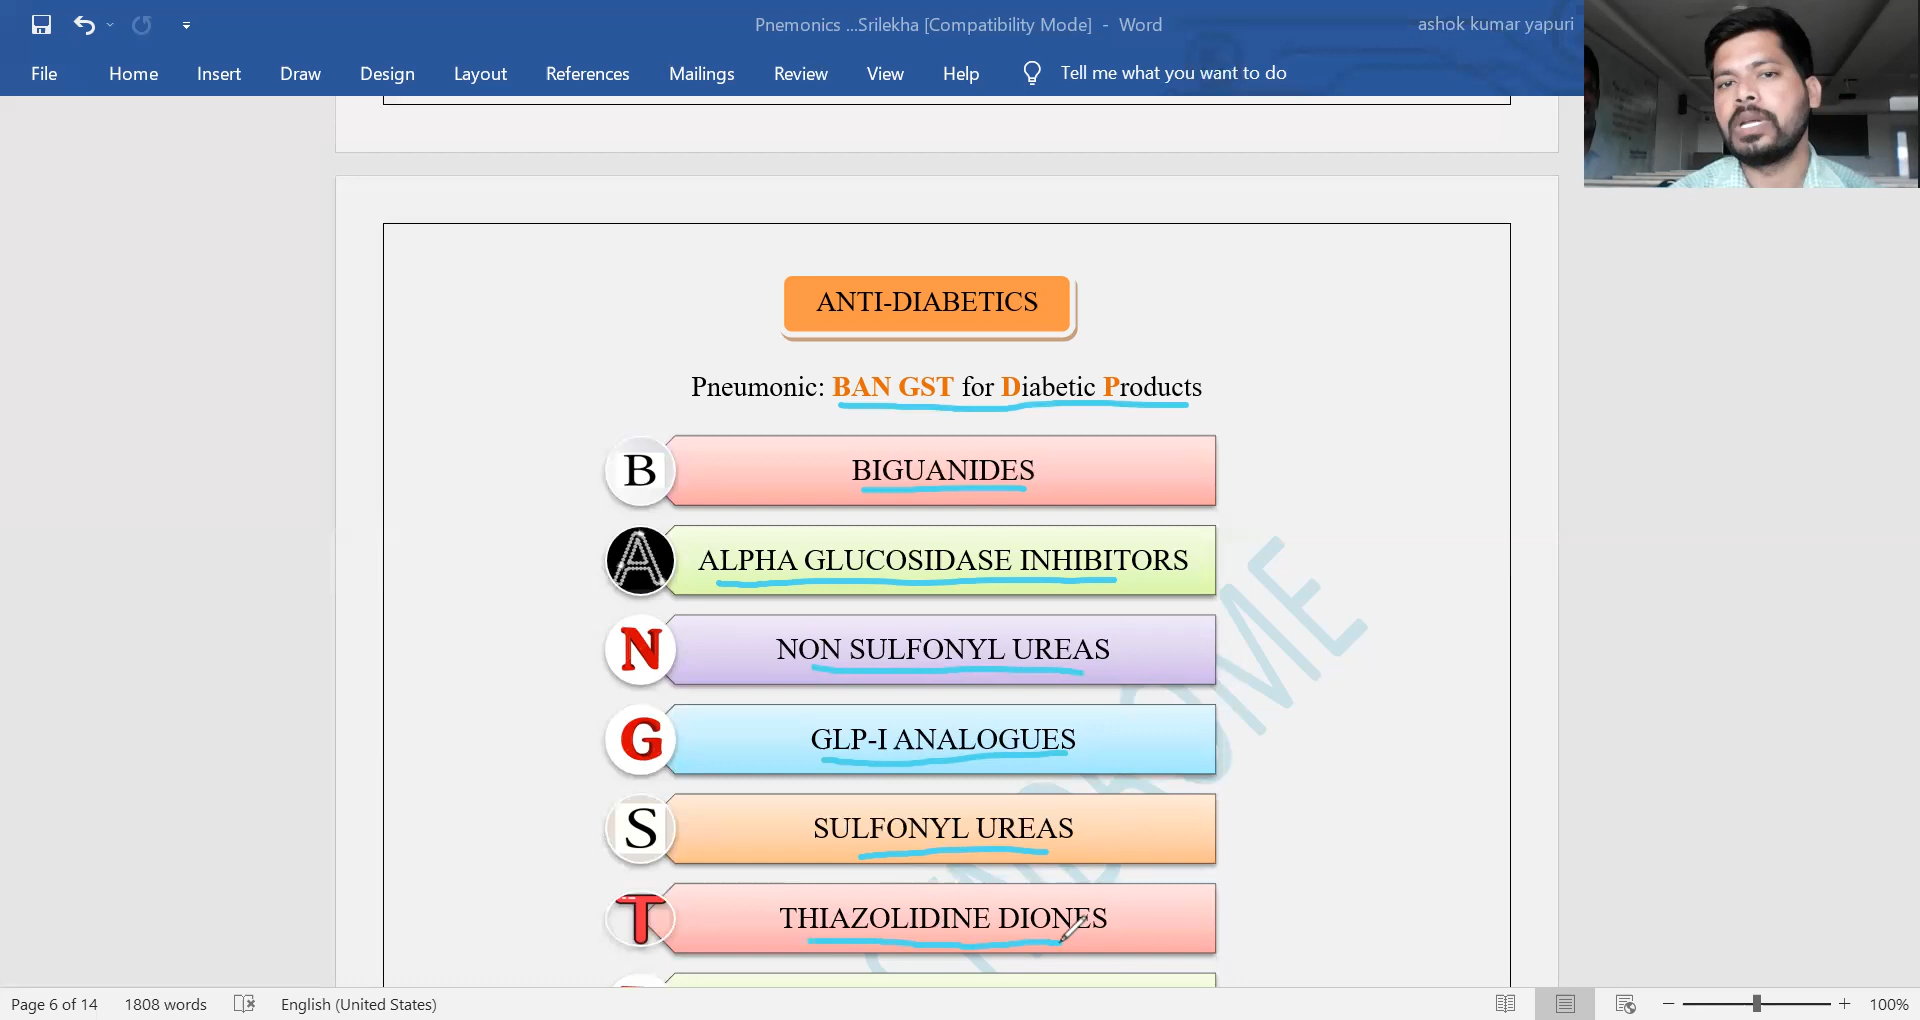 Pnemonics ...Srilekha [Compatibility Mode] - Word
ashok kumar yapuri
File Home Insert Draw Design Layout References Mailings Review View Help Tell me what you want to do
ANTI-DIABETICS
Pneumonic: BAN GST for Diabetic Products
B BIGUANIDES
A ALPHA GLUCOSIDASE INHIBITORS
N NON SULFONYL UREAS
G GLP-I ANALOGUES
S SULFONYL UREAS
T THIAZOLIDINE DIONES
Page 6 of 14 1808 words English (United States) 100%